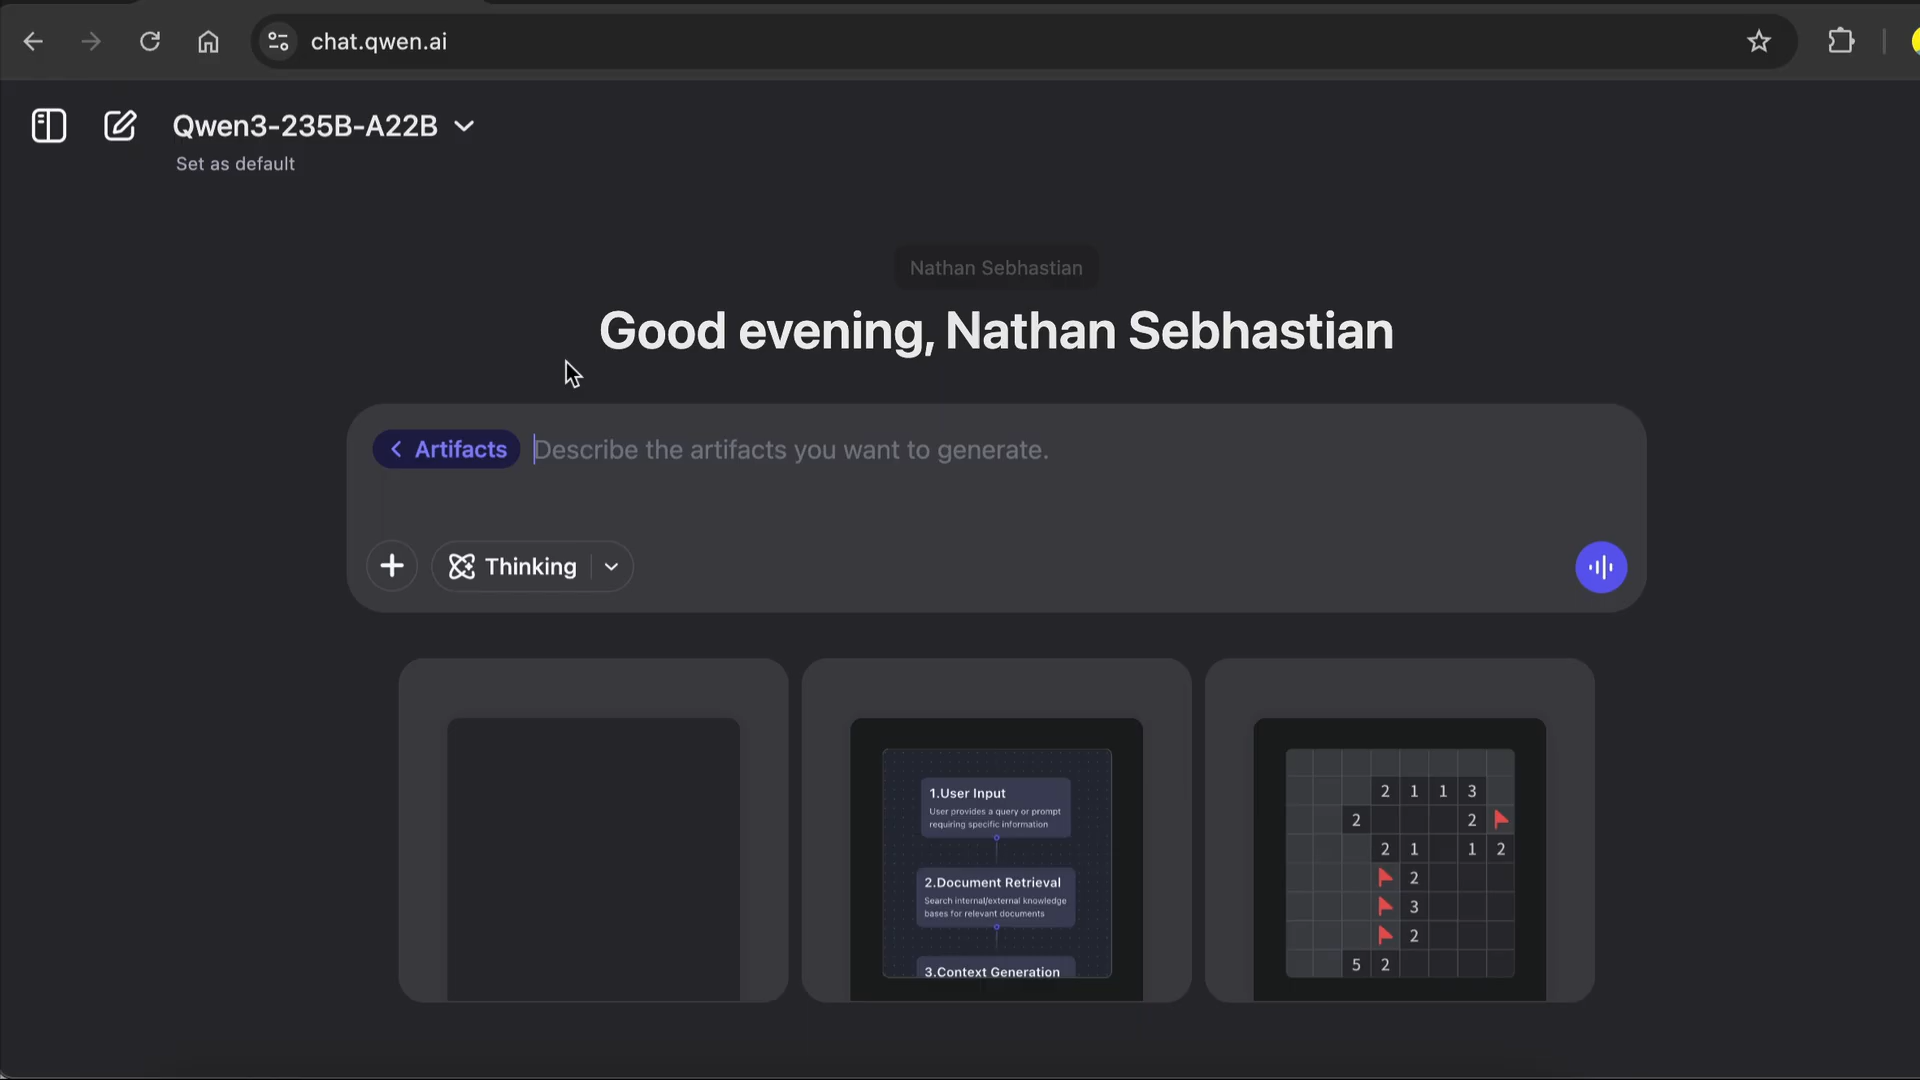 chat.qwen.ai
Qwen3-235B-A22B
Set as default
Nathan Sebhastian
Good evening, Nathan Sebhastian
Artifacts
Describe the artifacts you want to generate.
Thinking
1.User Input
User provides a query or prompt
requiring specific information
2.Document Retrieval
Search internal/external knowledge
bases for relevant documents
3.Context Generation
2 1 1 3
2 2
2 1 1 2
2
3
2
5 2